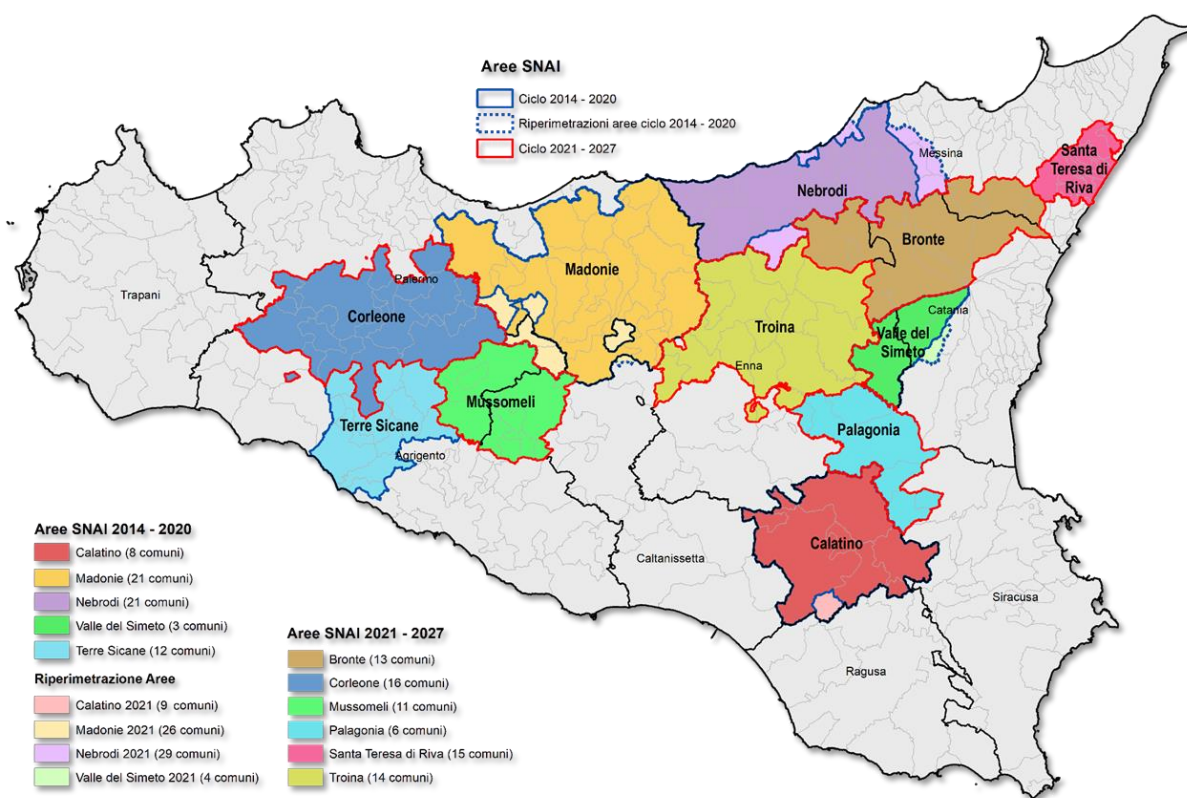 Aree SNAI
Ciclo 2014 - 2020
Riperimetrazioni aree ciclo 2014 - 2020
Ciclo 2021 - 2027
Messina
Santa
Teresa di
Riva
Nebrodi
Bronte
Madonie
Palermo
Trapani
Corleone
Troina
Catania
Valle del
Simeto
Enna
Mussomeli
Palagonia
Terre Sicane
Agrigento
Calatino
Caltanissetta
Siracusa
Ragusa
Aree SNAI 2014 - 2020
Calatino (8 comuni)
Madonie (21 comuni)
Nebrodi (21 comuni)
Valle del Simeto (3 comuni)
Terre Sicane (12 comuni)
Riperimetrazione Aree
Calatino 2021 (9 comuni)
Madonie 2021 (26 comuni)
Nebrodi 2021 (29 comuni)
Valle del Simeto 2021 (4 comuni)
Aree SNAI 2021 - 2027
Bronte (13 comuni)
Corleone (16 comuni)
Mussomeli (11 comuni)
Palagonia (6 comuni)
Santa Teresa di Riva (15 comuni)
Troina (14 comuni)